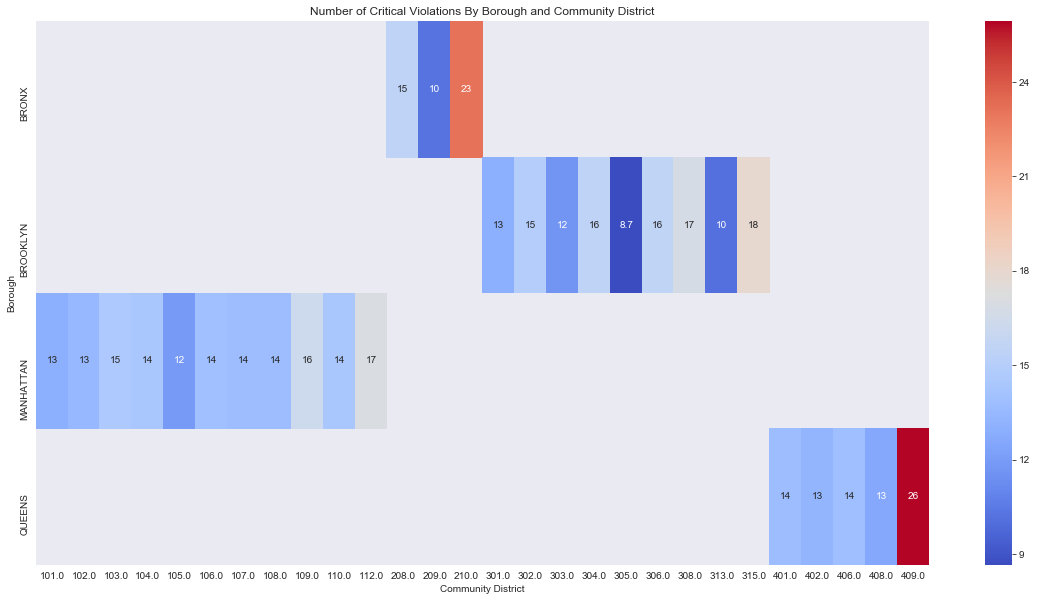 Number of Critical Violations By Borough and Community District
BRONX
15 10 23
24
21
BROOKLYN
13 15 12 16 8.7 16 17 10 18
18
Borough
15
MANHATTAN
13 13 15 14 12 14 14 14 16 14 17
12
QUEENS
14 13 14 13 26
9
101.0 102.0 103.0 104.0 105.0 106.0 107.0 108.0 109.0 110.0 112.0 208.0 209.0 210.0 301.0 302.0 303.0 304.0 305.0 306.0 308.0 313.0 315.0 401.0 402.0 406.0 408.0 409.0
Community District